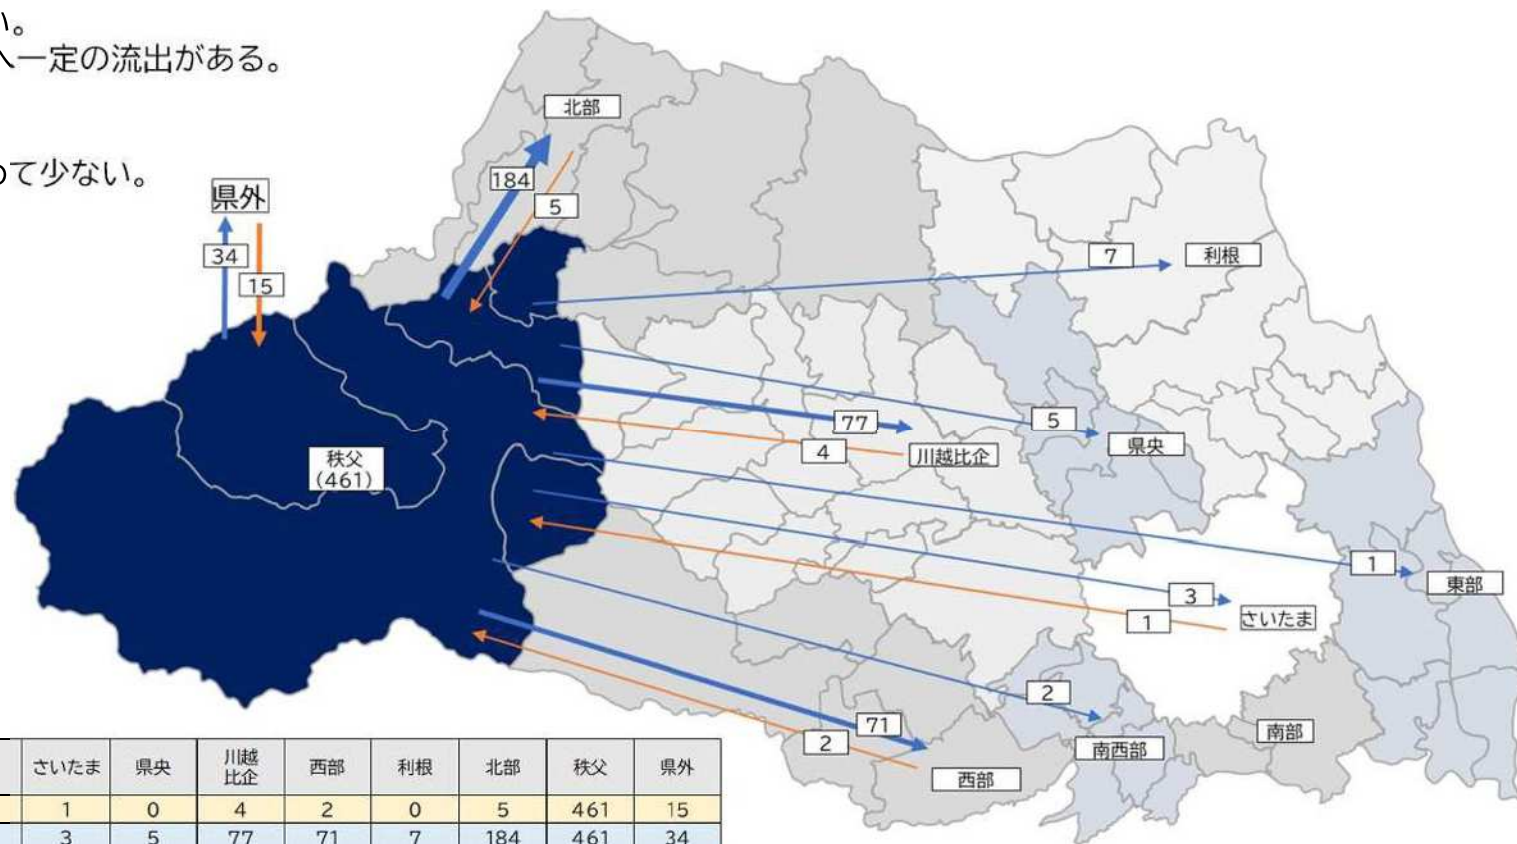 い。
人一定の流出がある。
めて少ない。
県外
34
15
北部
184
5
7
利根
77
4
川越比企
5
県央
秩父
(461)
1
東部
3
1
さいたま
2
南西部
71
2
西部
南部
さいたま 県央 川越比企 西部 利根 北部 秩父 県外
1 0 4 2 0 5 461 15
3 5 77 71 7 184 461 34